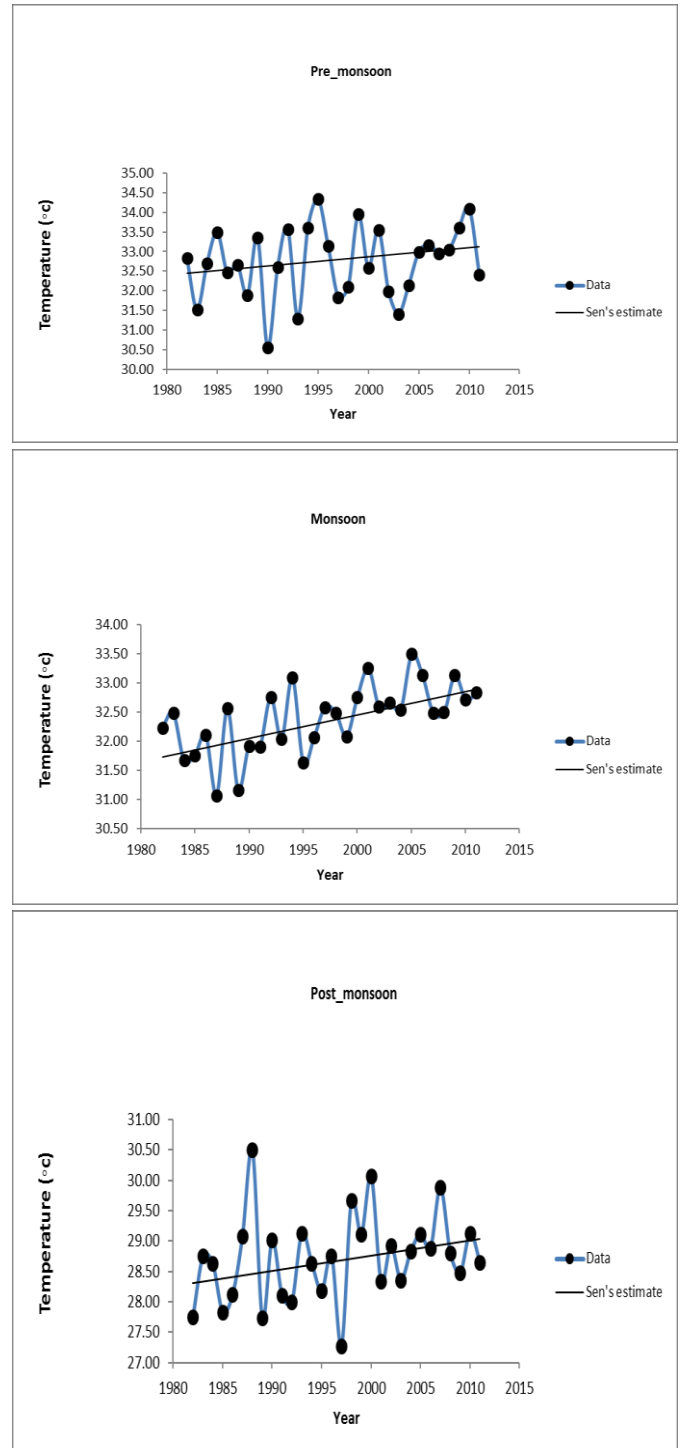 Pre_monsoon
Temperature (◦c)
35.00
34.50
34.00
33.50
33.00
32.50
32.00
31.50
31.00
30.50
30.00
1980 1985 1990 1995 2000 2005 2010 2015
Year
Data
Sen's estimate
Monsoon
Temperature (◦c)
34.00
33.50
33.00
32.50
32.00
31.50
31.00
30.50
1980 1985 1990 1995 2000 2005 2010 2015
Year
Data
Sen's estimate
Post_monsoon
Temperature (◦c)
31.00
30.50
30.00
29.50
29.00
28.50
28.00
27.50
27.00
1980 1985 1990 1995 2000 2005 2010 2015
Year
Data
Sen's estimate